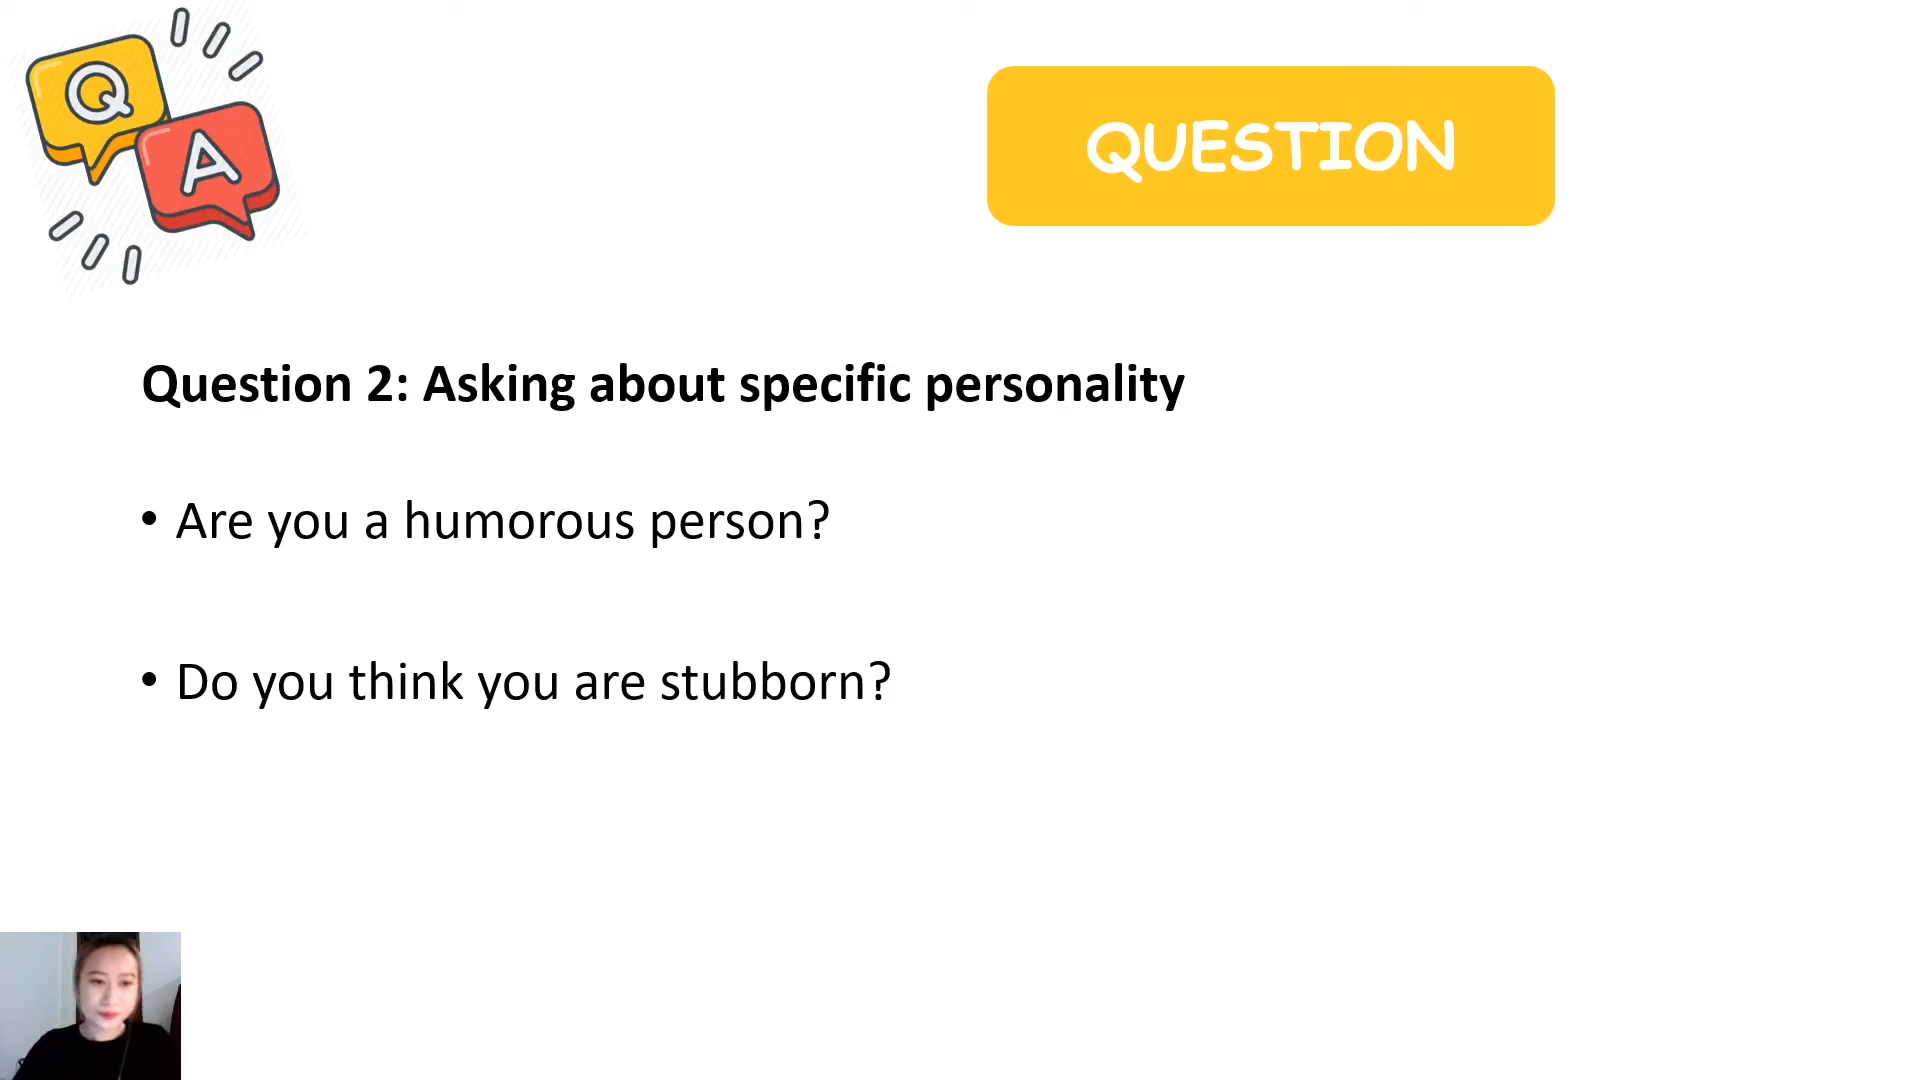 Q
A
QUESTION
Question 2: Asking about specific personality
• Are you a humorous person?
• Do you think you are stubborn?